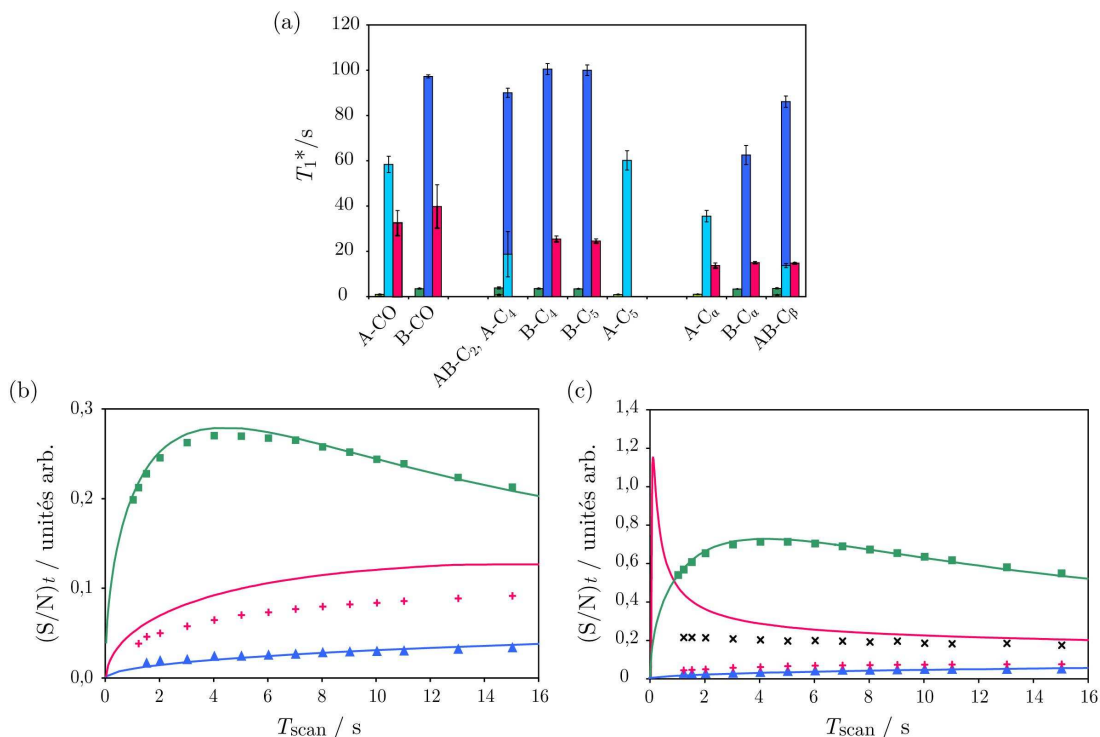 (a)
120
100
80
60
40
20
0
T₁*/s
A-CO
B-CO
AB-C₂, A-C₄
B-C₄
B-C₅
A-C₅
A-Cα
B-Cα
AB-Cβ
(b)
0,3
0,2
0,1
0,0
(S/N)t / unités arb.
0 2 4 6 8 10 12 14 16
Tscan / s
(c)
1,4
1,2
1,0
0,8
0,6
0,4
0,2
0
(S/N)t / unités arb.
0 2 4 6 8 10 12 14 16
Tscan / s